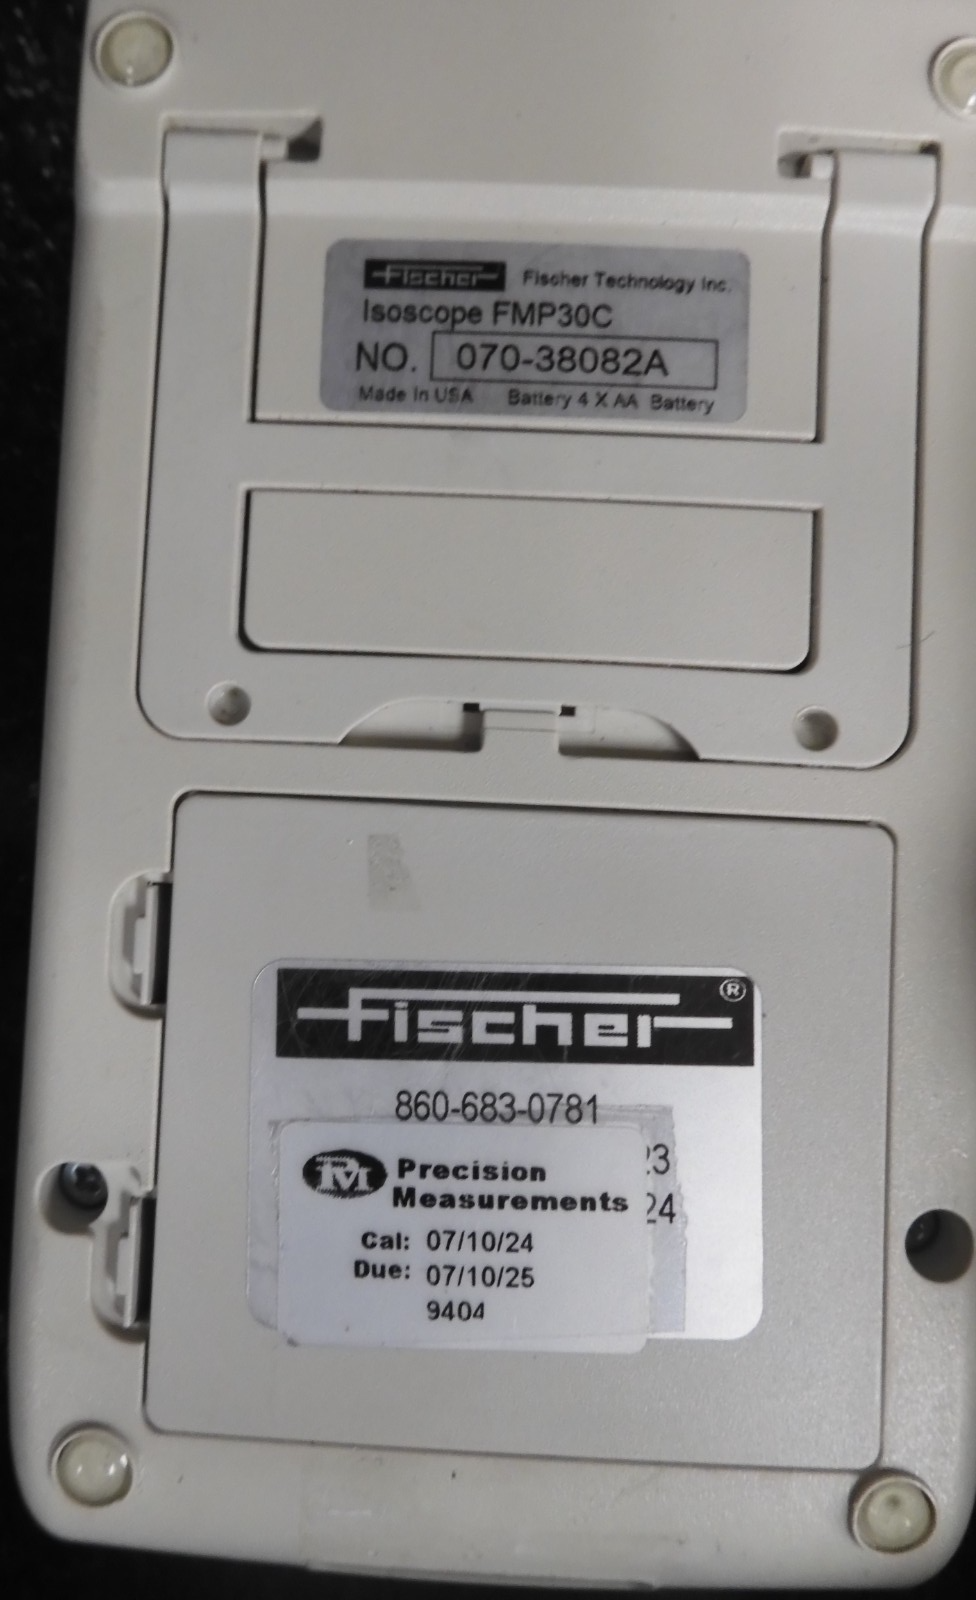 Fischer Fischer Technology Inc.
Isoscope FMP30C
NO. 070-38082A
Made in USA Battery 4 X AA Battery
Fischer ®
860-683-0781
PM Precision
Measurements
23
24
Cal: 07/10/24
Due: 07/10/25
9404